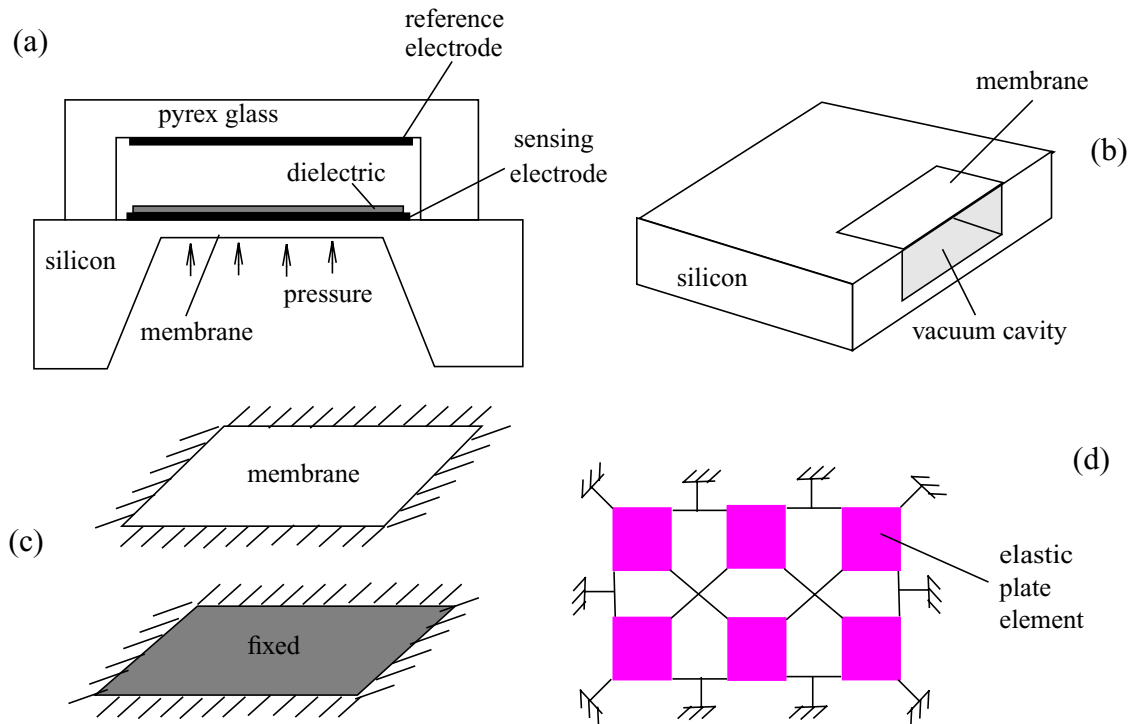 (a)
reference
electrode
pyrex glass
sensing
electrode
dielectric
silicon
pressure
membrane
membrane
(b)
silicon
vacuum cavity
membrane
(c)
fixed
(d)
elastic
plate
element